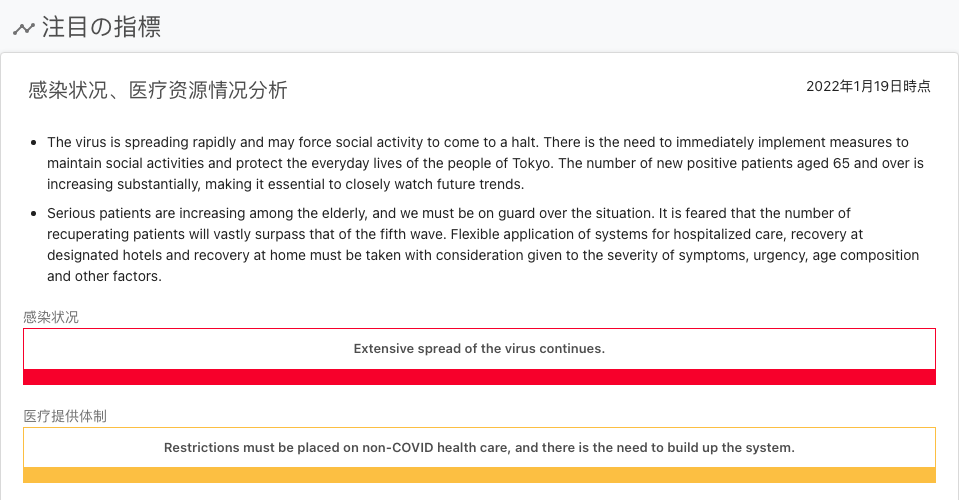 注目の指標
感染状况、医疗资源情况分析
2022年1月19日時点
The virus is spreading rapidly and may force social activity to come to a halt. There is the need to immediately implement measures to
maintain social activities and protect the everyday lives of the people of Tokyo. The number of new positive patients aged 65 and over is
increasing substantially, making it essential to closely watch future trends.
Serious patients are increasing among the elderly, and we must be on guard over the situation. It is feared that the number of
recuperating patients will vastly surpass that of the fifth wave. Flexible application of systems for hospitalized care, recovery at
designated hotels and recovery at home must be taken with consideration given to the severity of symptoms, urgency, age composition
and other factors.
感染状况
Extensive spread of the virus continues.
医疗提供体制
Restrictions must be placed on non-COVID health care, and there is the need to build up the system.